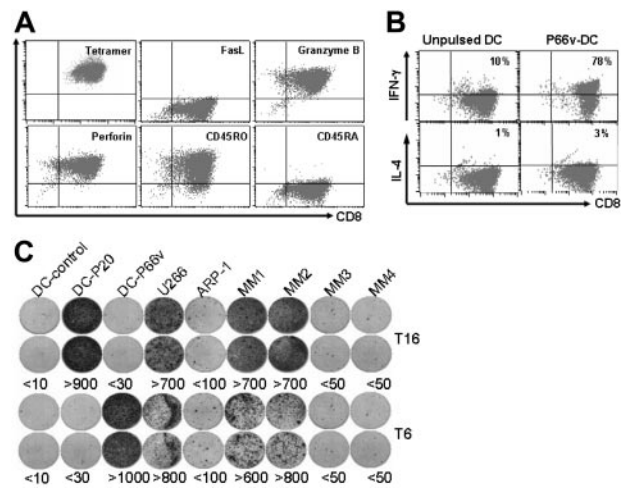 A
Tetramer
FasL
Granzyme B
Perforin
CD45RO
CD45RA
CD8
B
Unpulsed DC
P66v-DC
IFN-γ
10%
78%
IL-4
1%
3%
CD8
C
DC-control
DC-P20
DC-P66v
U266
ARP-1
MM1
MM2
MM3
MM4
T16
<10 >900 <30 >700 <100 >700 >700 <50 <50
T6
<10 <30 >1000 >800 <100 >600 >800 <50 <50